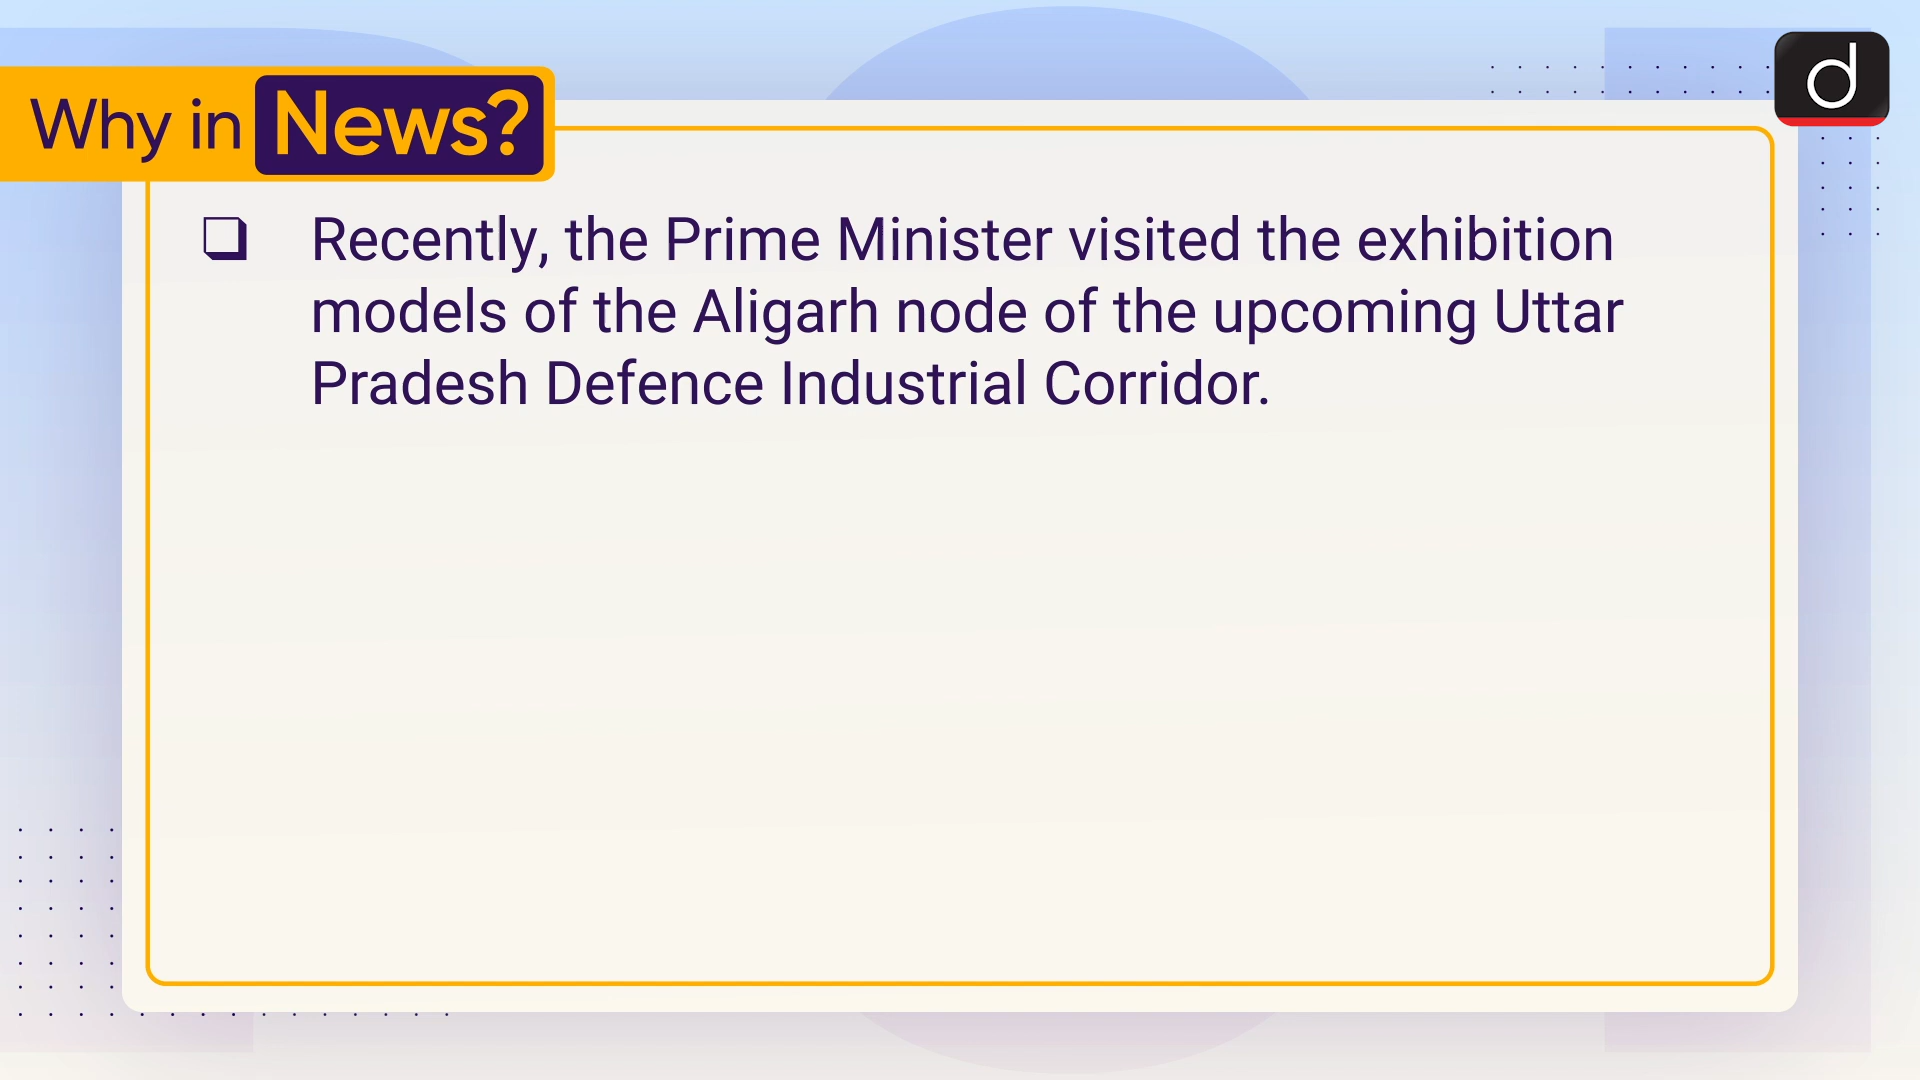 Why in News?
❑ Recently, the Prime Minister visited the exhibition
models of the Aligarh node of the upcoming Uttar
Pradesh Defence Industrial Corridor.
d